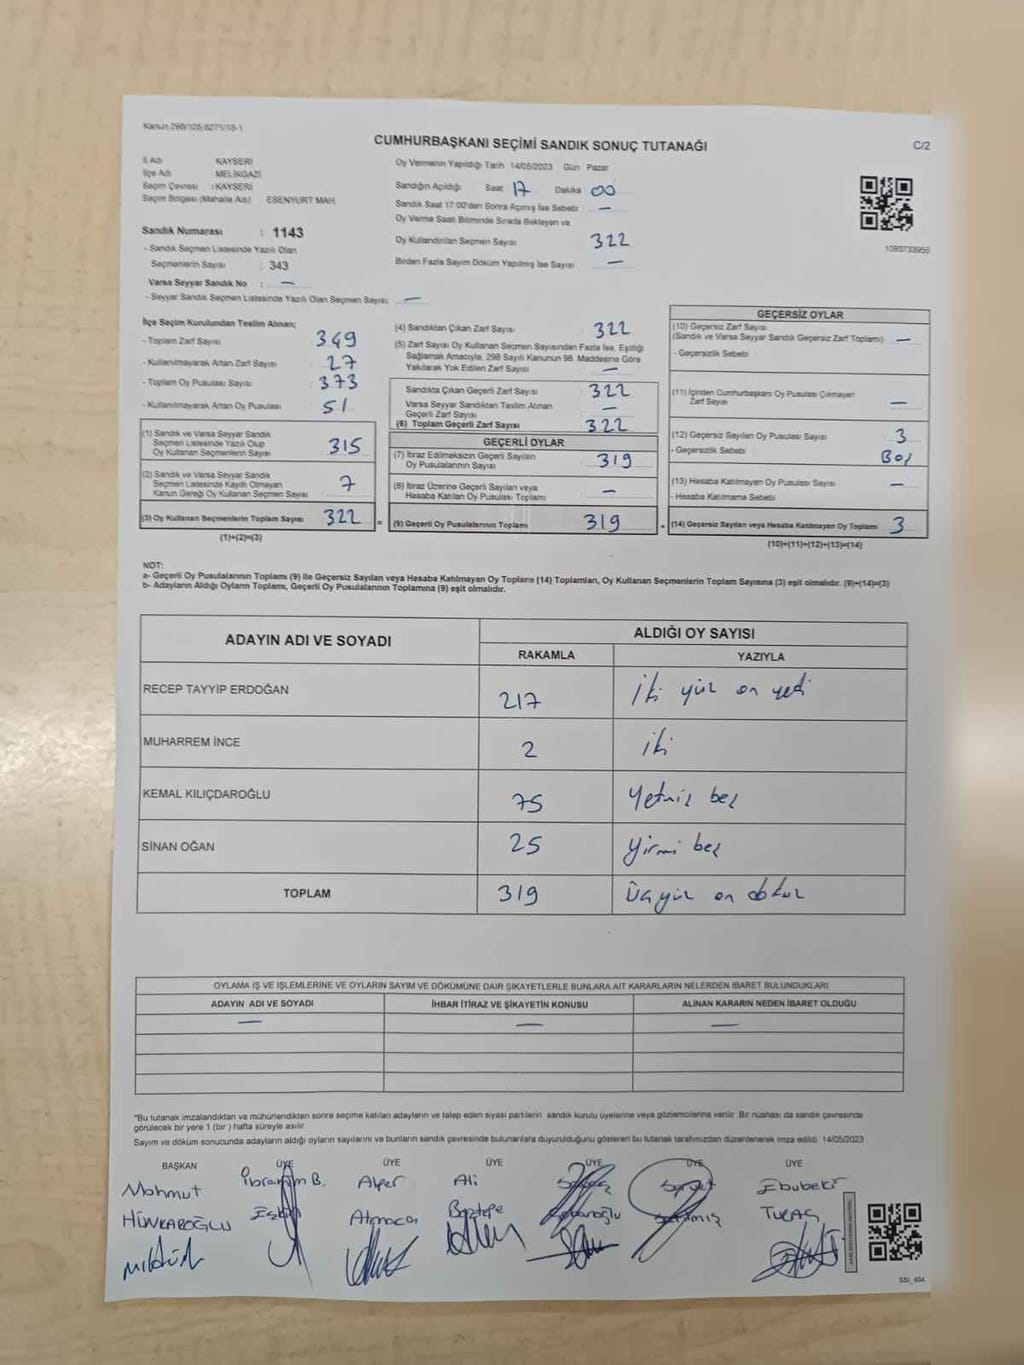 Kanun 298/105;6271/18-1
CUMHURBAŞKANI SEÇİMİ SANDIK SONUÇ TUTANAĞI
C/2
İl Adı KAYSERİ
İlçe Adı MELİKGAZİ
Seçim Çevresi : KAYSERİ
Seçim Bölgesi (Mahalle Adı) ESENYURT MAH.
Oy Vermenin Yapıldığı Tarih 14/05/2023 Gün Pazar
Sandığın Açıldığı Saat 17 Dakika 00
Sandık Saat 17:00'dan Sonra Açımış İse Sebebi —
Oy Verme Saati Bitiminde Sırada Bekleyen ve
Oy Kullandırılan Seçmen Sayısı 322
Birden Fazla Sayım Döküm Yapılmış İse Sayısı —
1093733955
Sandık Numarası : 1143
- Sandık Seçmen Listesinde Yazılı Olan
Seçmenlerin Sayısı : 343
Varsa Seyyar Sandık No : —
- Seyyar Sandık Seçmen Listesinde Yazılı Olan Seçmen Sayısı: —
İlçe Seçim Kurulundan Teslim Alınan;
- Toplam Zarf Sayısı 349
- Kullanılmayarak Artan Zarf Sayısı 27
- Toplam Oy Pusulası Sayısı 373
- Kullanılmayarak Artan Oy Pusulası 51
(1) Sandık ve Varsa Seyyar Sandık
Seçmen Listesinde Yazılı Olup
Oy Kullanan Seçmenlerin Sayısı 315
(2) Sandık ve Varsa Seyyar Sandık
Seçmen Listesinde Kayıtlı Olmayan
Kanun Gereği Oy Kullanan Seçmen Sayısı 7
(3) Oy Kullanan Seçmenlerin Toplam Sayısı 322
(1)+(2)=(3)
(4) Sandıktan Çıkan Zarf Sayısı 322
(5) Zarf Sayısı Oy Kullanan Seçmen Sayısından Fazla İse, Eşitliği
Sağlamak Amacıyla, 298 Sayılı Kanunun 98. Maddesine Göre
Yakılarak Yok Edilen Zarf Sayısı —
Sandıkta Çıkan Geçerli Zarf Sayısı 322
Varsa Seyyar Sandıktan Teslim Alınan
Geçerli Zarf Sayısı —
(6) Toplam Geçerli Zarf Sayısı 322
GEÇERLİ OYLAR
(7) İtiraz Edilmeksizin Geçerli Sayılan
Oy Pusulalarının Sayısı 319
(8) İtiraz Üzerine Geçerli Sayılan veya
Hesaba Katılan Oy Pusulası Toplamı —
= (9) Geçerli Oy Pusulalarının Toplamı 319
GEÇERSİZ OYLAR
(10) Geçersiz Zarf Sayısı
(Sandık ve Varsa Seyyar Sandık Geçersiz Zarf Toplamı) —
- Geçersizlik Sebebi
(11) İçinden Cumhurbaşkanı Oy Pusulası Çıkmayan
Zarf Sayısı —
(12) Geçersiz Sayılan Oy Pusulası Sayısı 3
- Geçersizlik Sebebi Boş
(13) Hesaba Katılmayan Oy Pusulası Sayısı —
- Hesaba Katılmama Sebebi
+ (14) Geçersiz Sayılan veya Hesaba Katılmayan Oy Toplamı 3
(10)+(11)+(12)+(13)=(14)
NOT:
a- Geçerli Oy Pusulalarının Toplamı (9) ile Geçersiz Sayılan veya Hesaba Katılmayan Oy Toplamı (14) Toplamları, Oy Kullanan Seçmenlerin Toplam Sayısına (3) eşit olmalıdır. (9)+(14)=(3)
b- Adayların Aldığı Oyların Toplamı, Geçerli Oy Pusulalarının Toplamına (9) eşit olmalıdır.
ADAYIN ADI VE SOYADI
ALDIĞI OY SAYISI
RAKAMLA YAZIYLA
RECEP TAYYİP ERDOĞAN 217 iki yüz on yedi
MUHARREM İNCE 2 iki
KEMAL KILIÇDAROĞLU 75 Yetmiş beş
SİNAN OĞAN 25 Yirmi beş
TOPLAM 319 Üçyüz on dokuz
OYLAMA İŞ VE İŞLEMLERİNE VE OYLARIN SAYIM VE DÖKÜMÜNE DAİR ŞİKAYETLERLE BUNLARA AİT KARARLARIN NELERDEN İBARET BULUNDUKLARI
ADAYIN ADI VE SOYADI İHBAR İTİRAZ VE ŞİKAYETİN KONUSU ALINAN KARARIN NEDEN İBARET OLDUĞU
— — —
*Bu tutanak imzalandıktan ve mühürlendikten sonra seçime katılan adayların ve talep eden siyasi partilerin sandık kurulu üyelerine veya gözlemcilerine verilir. Bir nüshası da sandık çevresinde
görülecek bir yere 1 (bir ) hafta süreyle asılır.
Sayım ve döküm sonucunda adayların aldığı oyların sayılarını ve bunların sandık çevresinde bulunanlara duyurulduğunu gösteren bu tutanak tarafımızdan düzenlenerek imza edildi. 14/05/2023
BAŞKAN ÜYE ÜYE ÜYE ÜYE ÜYE ÜYE
Mahmut İbrahim B. Alper Ali Ebubekir
HÜNKAROĞLU Atmaca Boztepe
SSİ_404